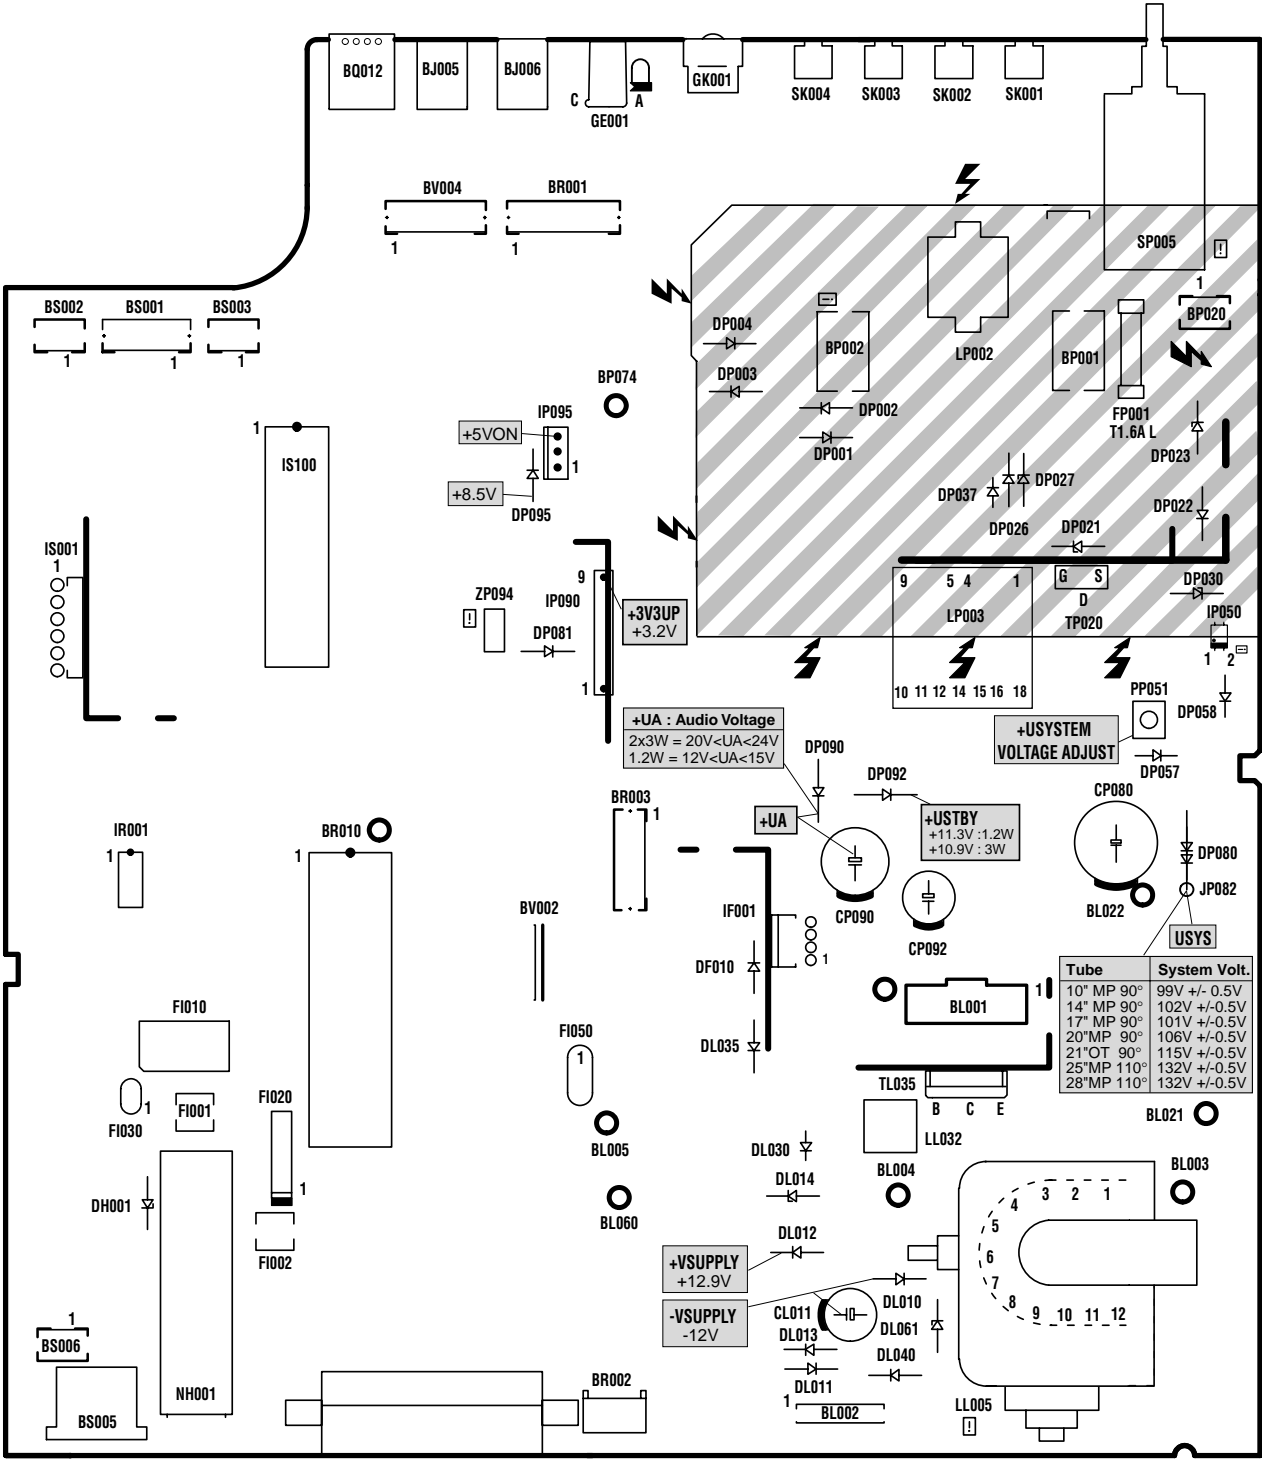 BQ012
BJ005
BJ006
C
A
GE001
GK001
SK004
SK003
SK002
SK001
BV004
BR001
1
1
SP005
!
1
BP020
BS002
BS001
BS003
1
1
1
DP004
DP003
!
BP002
LP002
BP001
FP001
T1.6A L
DP002
DP001
DP023
BP074
IP095
+5VON
1
+8.5V
DP095
1
IS100
DP037
DP027
DP026
DP022
DP021
IS001
1
9
5 4
1
LP003
G S
D
TP020
DP030
IP050
1 2
!
9
ZP094
!
IP090
DP081
1
+3V3UP
+3.2V
10 11 12 14 15 16 18
PP051
DP058
+UA : Audio Voltage
2x3W = 20V<UA<24V
1.2W = 12V<UA<15V
+USYSTEM
VOLTAGE ADJUST
DP057
DP090
DP092
CP080
+UA
+USTBY
+11.3V :1.2W
+10.9V : 3W
BR003
1
IR001
1
BR010
1
DP080
JP082
BL022
CP090
CP092
USYS
BV002
IF001
1
DF010
DL035
BL001
1
Tube System Volt.
10" MP 90° 99V +/- 0.5V
14" MP 90° 102V +/-0.5V
17" MP 90° 101V +/-0.5V
20"MP 90° 106V +/-0.5V
21"OT 90° 115V +/-0.5V
25"MP 110° 132V +/-0.5V
28"MP 110° 132V +/-0.5V
FI010
FI050
1
TL035
B C E
BL021
FI030
1
FI001
FI020
1
BL005
LL032
DL030
BL004
BL003
DH001
BL060
DL014
FI002
DL012
+VSUPPLY
+12.9V
-VSUPPLY
-12V
DL010
CL011
DL061
DL013
DL040
DL011
3 2 1
4
5
6
7
8
9 10 11 12
1
BS006
BS005
NH001
BR002
1
BL002
LL005
!